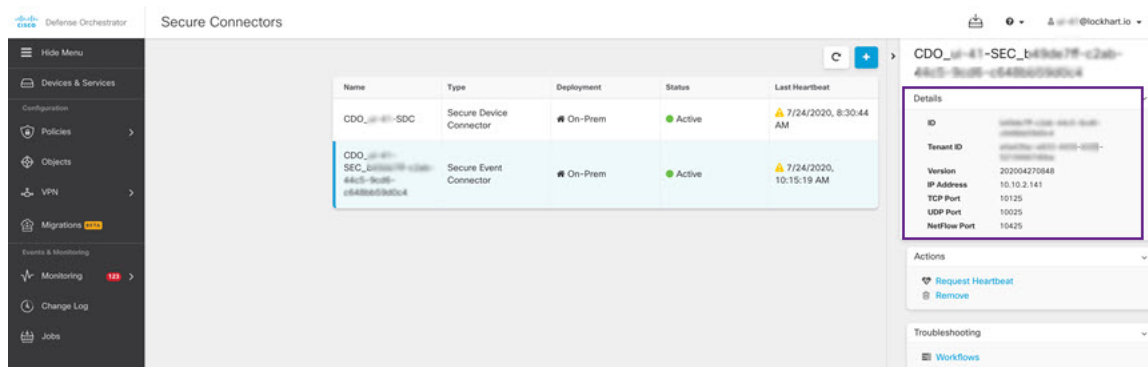 CISCO Defense Orchestrator
Secure Connectors
@lockhart.io
Hide Menu
Devices & Services
Configuration
Policies
Objects
VPN
Migrations BETA
Events & Monitoring
Monitoring 123
Change Log
Jobs
Name Type Deployment Status Last Heartbeat
CDO_ -SDC
Secure Device
Connector
On-Prem
Active
7/24/2020, 8:30:44
AM
CDO_
SEC_
Secure Event
Connector
On-Prem
Active
7/24/2020,
10:15:19 AM
CDO_ -SEC_
Details
ID
Tenant ID
Version 202004270848
IP Address 10.10.2.141
TCP Port 10125
UDP Port 10025
NetFlow Port 10425
Actions
Request Heartbeat
Remove
Troubleshooting
Workflows